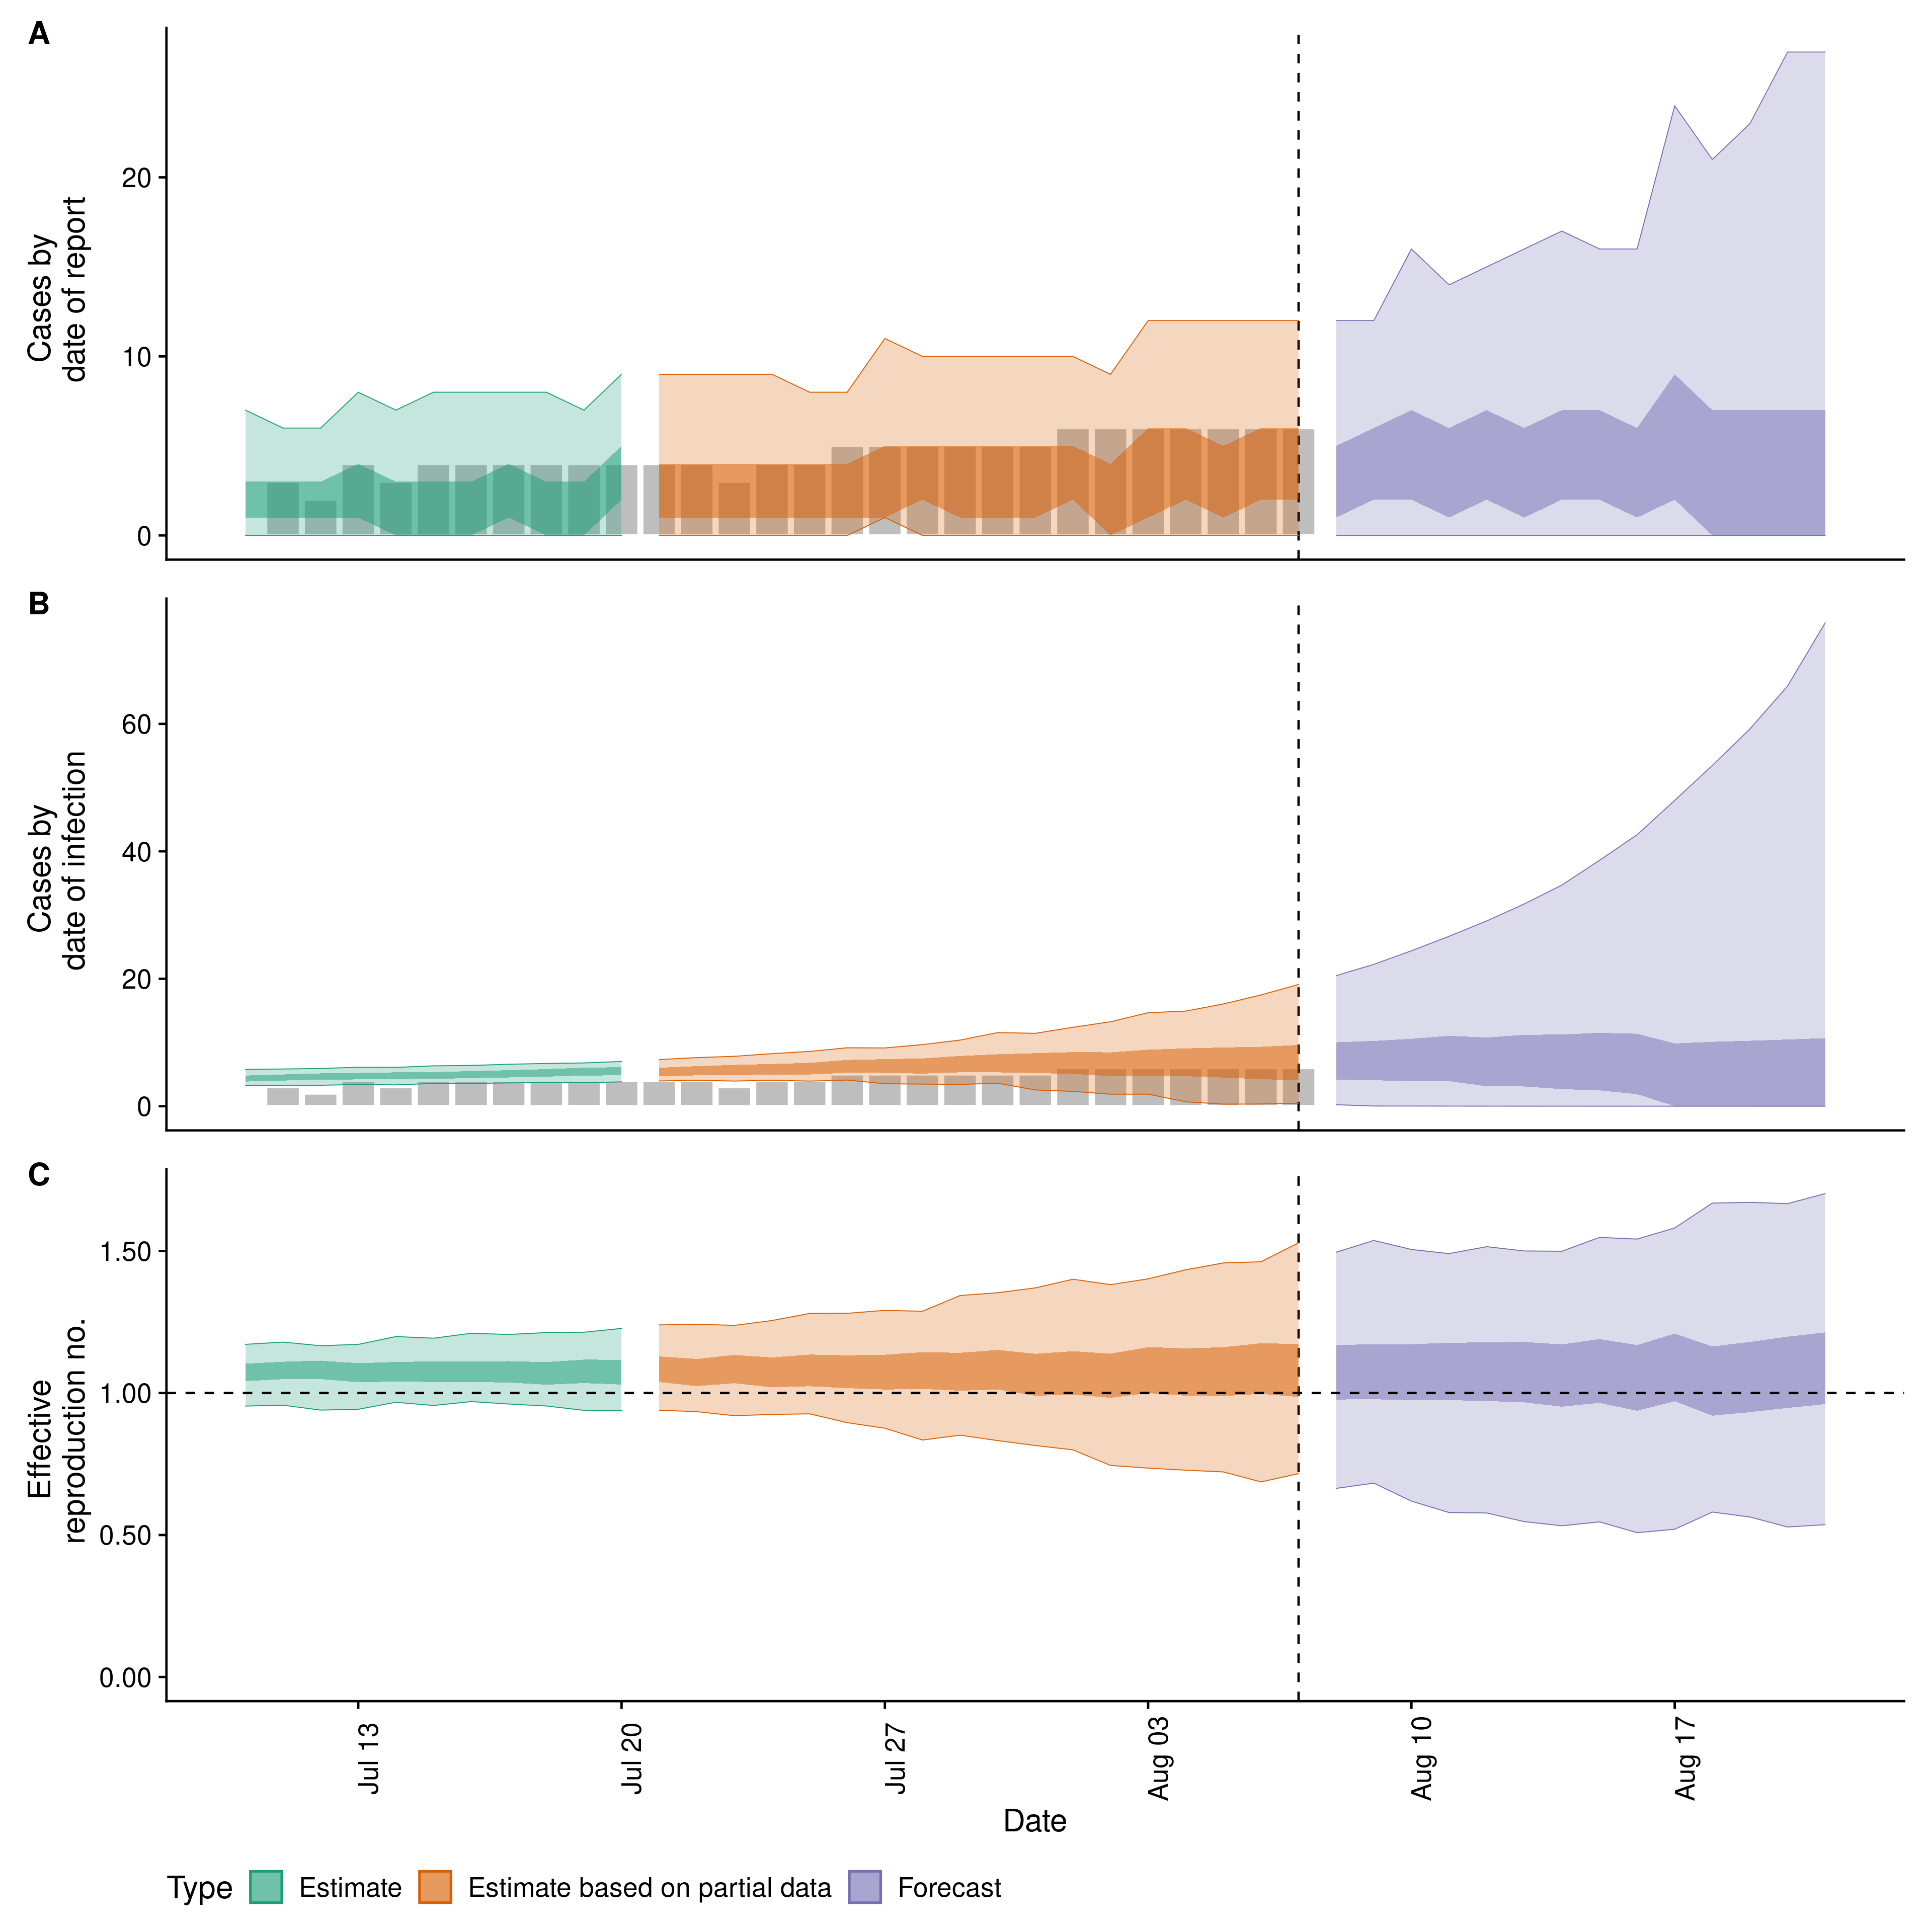 A
Cases by
date of report
20
10
0
B
Cases by
date of infection
60
40
20
0
C
Effective
reproduction no.
1.50
1.00
0.50
0.00
Jul 13
Jul 20
Jul 27
Aug 03
Aug 10
Aug 17
Date
Type Estimate Estimate based on partial data Forecast